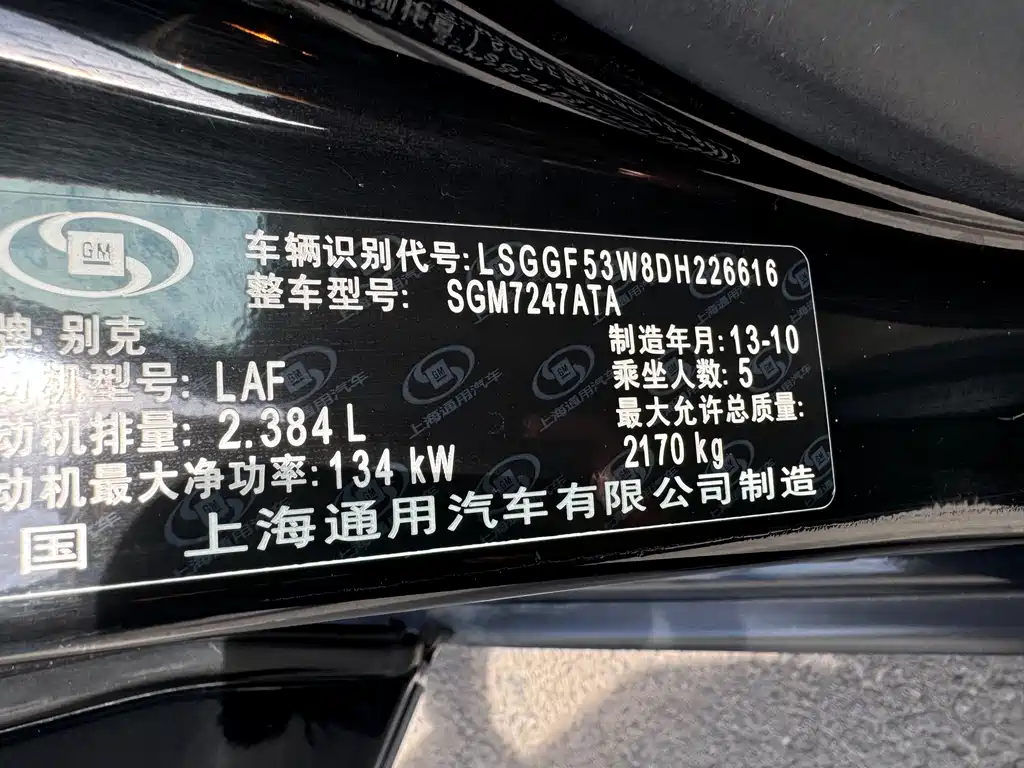 GM
车辆识别代号:LSGGF53W8DH226616
整车型号: SGM7247ATA
牌: 别克
制造年月:13-10
动机型号: LAF
乘坐人数: 5
动机排量: 2.384 L
最大允许总质量:
2170 kg
动机最大净功率:134 kW
国 上海通用汽车有限公司制造